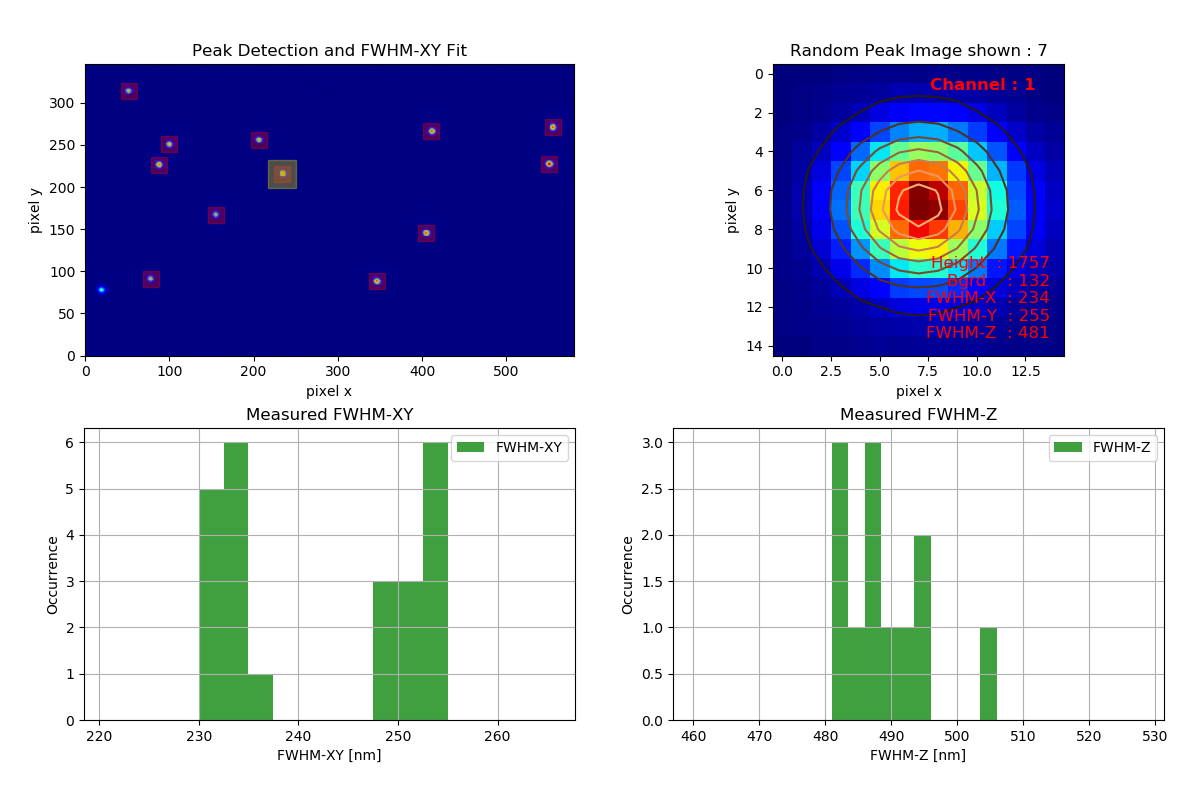 Peak Detection and FWHM-XY Fit
300
250
200
150
100
50
0
pixel y
0 100 200 300 400 500
pixel x
Random Peak Image shown : 7
Channel : 1
0
2
4
6
8
10
12
14
pixel y
Height : 1757
Bgrd : 132
FWHM-X : 234
FWHM-Y : 255
FWHM-Z : 481
0.0 2.5 5.0 7.5 10.0 12.5
pixel x
Measured FWHM-XY
FWHM-XY
6
5
4
3
2
1
0
Occurrence
220 230 240 250 260
FWHM-XY [nm]
Measured FWHM-Z
FWHM-Z
3.0
2.5
2.0
1.5
1.0
0.5
0.0
Occurrence
460 470 480 490 500 510 520 530
FWHM-Z [nm]